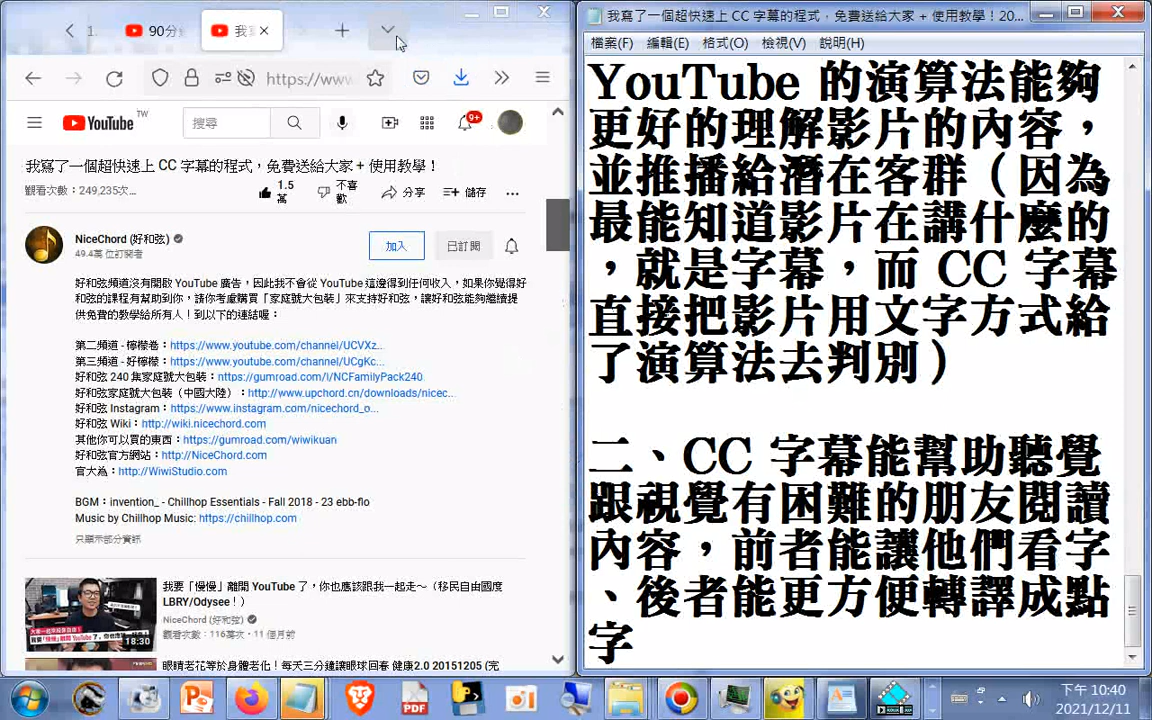 1.
90分
我
https://www
YouTube TW
搜尋
9+
我寫了一個超快速上 CC 字幕的程式，免費送給大家 + 使用教學！
觀看次數：249,235次...
1.5萬
不喜歡
分享
儲存
NiceChord (好和弦)
49.4萬 位訂閱者
加入
已訂閱
好和弦頻道沒有開啟 YouTube 廣告，因此我不會從 YouTube 這邊得到任何收入，如果你覺得好
和弦的課程有幫助到你，請你考慮購買「家庭號大包裝」來支持好和弦，讓好和弦能夠繼續提
供免費的教學給所有人！到以下的連結喔：
第二頻道 - 檸檬卷：https://www.youtube.com/channel/UCVXz...
第三頻道 - 好檸檬：https://www.youtube.com/channel/UCgKc...
好和弦 240 集家庭號大包裝：https://gumroad.com/l/NCFamilyPack240
好和弦家庭號大包裝（中國大陸）：http://www.upchord.cn/downloads/nicec...
好和弦 Instagram：https://www.instagram.com/nicechord_o...
好和弦 Wiki：http://wiki.nicechord.com
其他你可以買的東西：https://gumroad.com/wiwikuan
好和弦官方網站：http://NiceChord.com
官大為：http://WiwiStudio.com
BGM：invention_ - Chillhop Essentials - Fall 2018 - 23 ebb-flo
Music by Chillhop Music: https://chillhop.com
只顯示部分資訊
我要「慢慢」離開 YouTube 了，你也應該跟我一起走～（移民自由國度
LBRY/Odysee！）
NiceChord (好和弦)
觀看次數：116萬次 · 11 個月前
18:30
眼睛老花等於身體老化！每天三分鐘讓眼球回春 健康2.0 20151205 (完
我寫了一個超快速上 CC 字幕的程式，免費送給大家 + 使用教學！20...
檔案(F) 編輯(E) 格式(O) 檢視(V) 說明(H)
YouTube 的演算法能夠
更好的理解影片的內容，
並推播給潛在客群（因為
最能知道影片在講什麼的
，就是字幕，而 CC 字幕
直接把影片用文字方式給
了演算法去判別）
二、CC 字幕能幫助聽覺
跟視覺有困難的朋友閱讀
內容，前者能讓他們看字
、後者能更方便轉譯成點
字
PDF
下午 10:40
2021/12/11